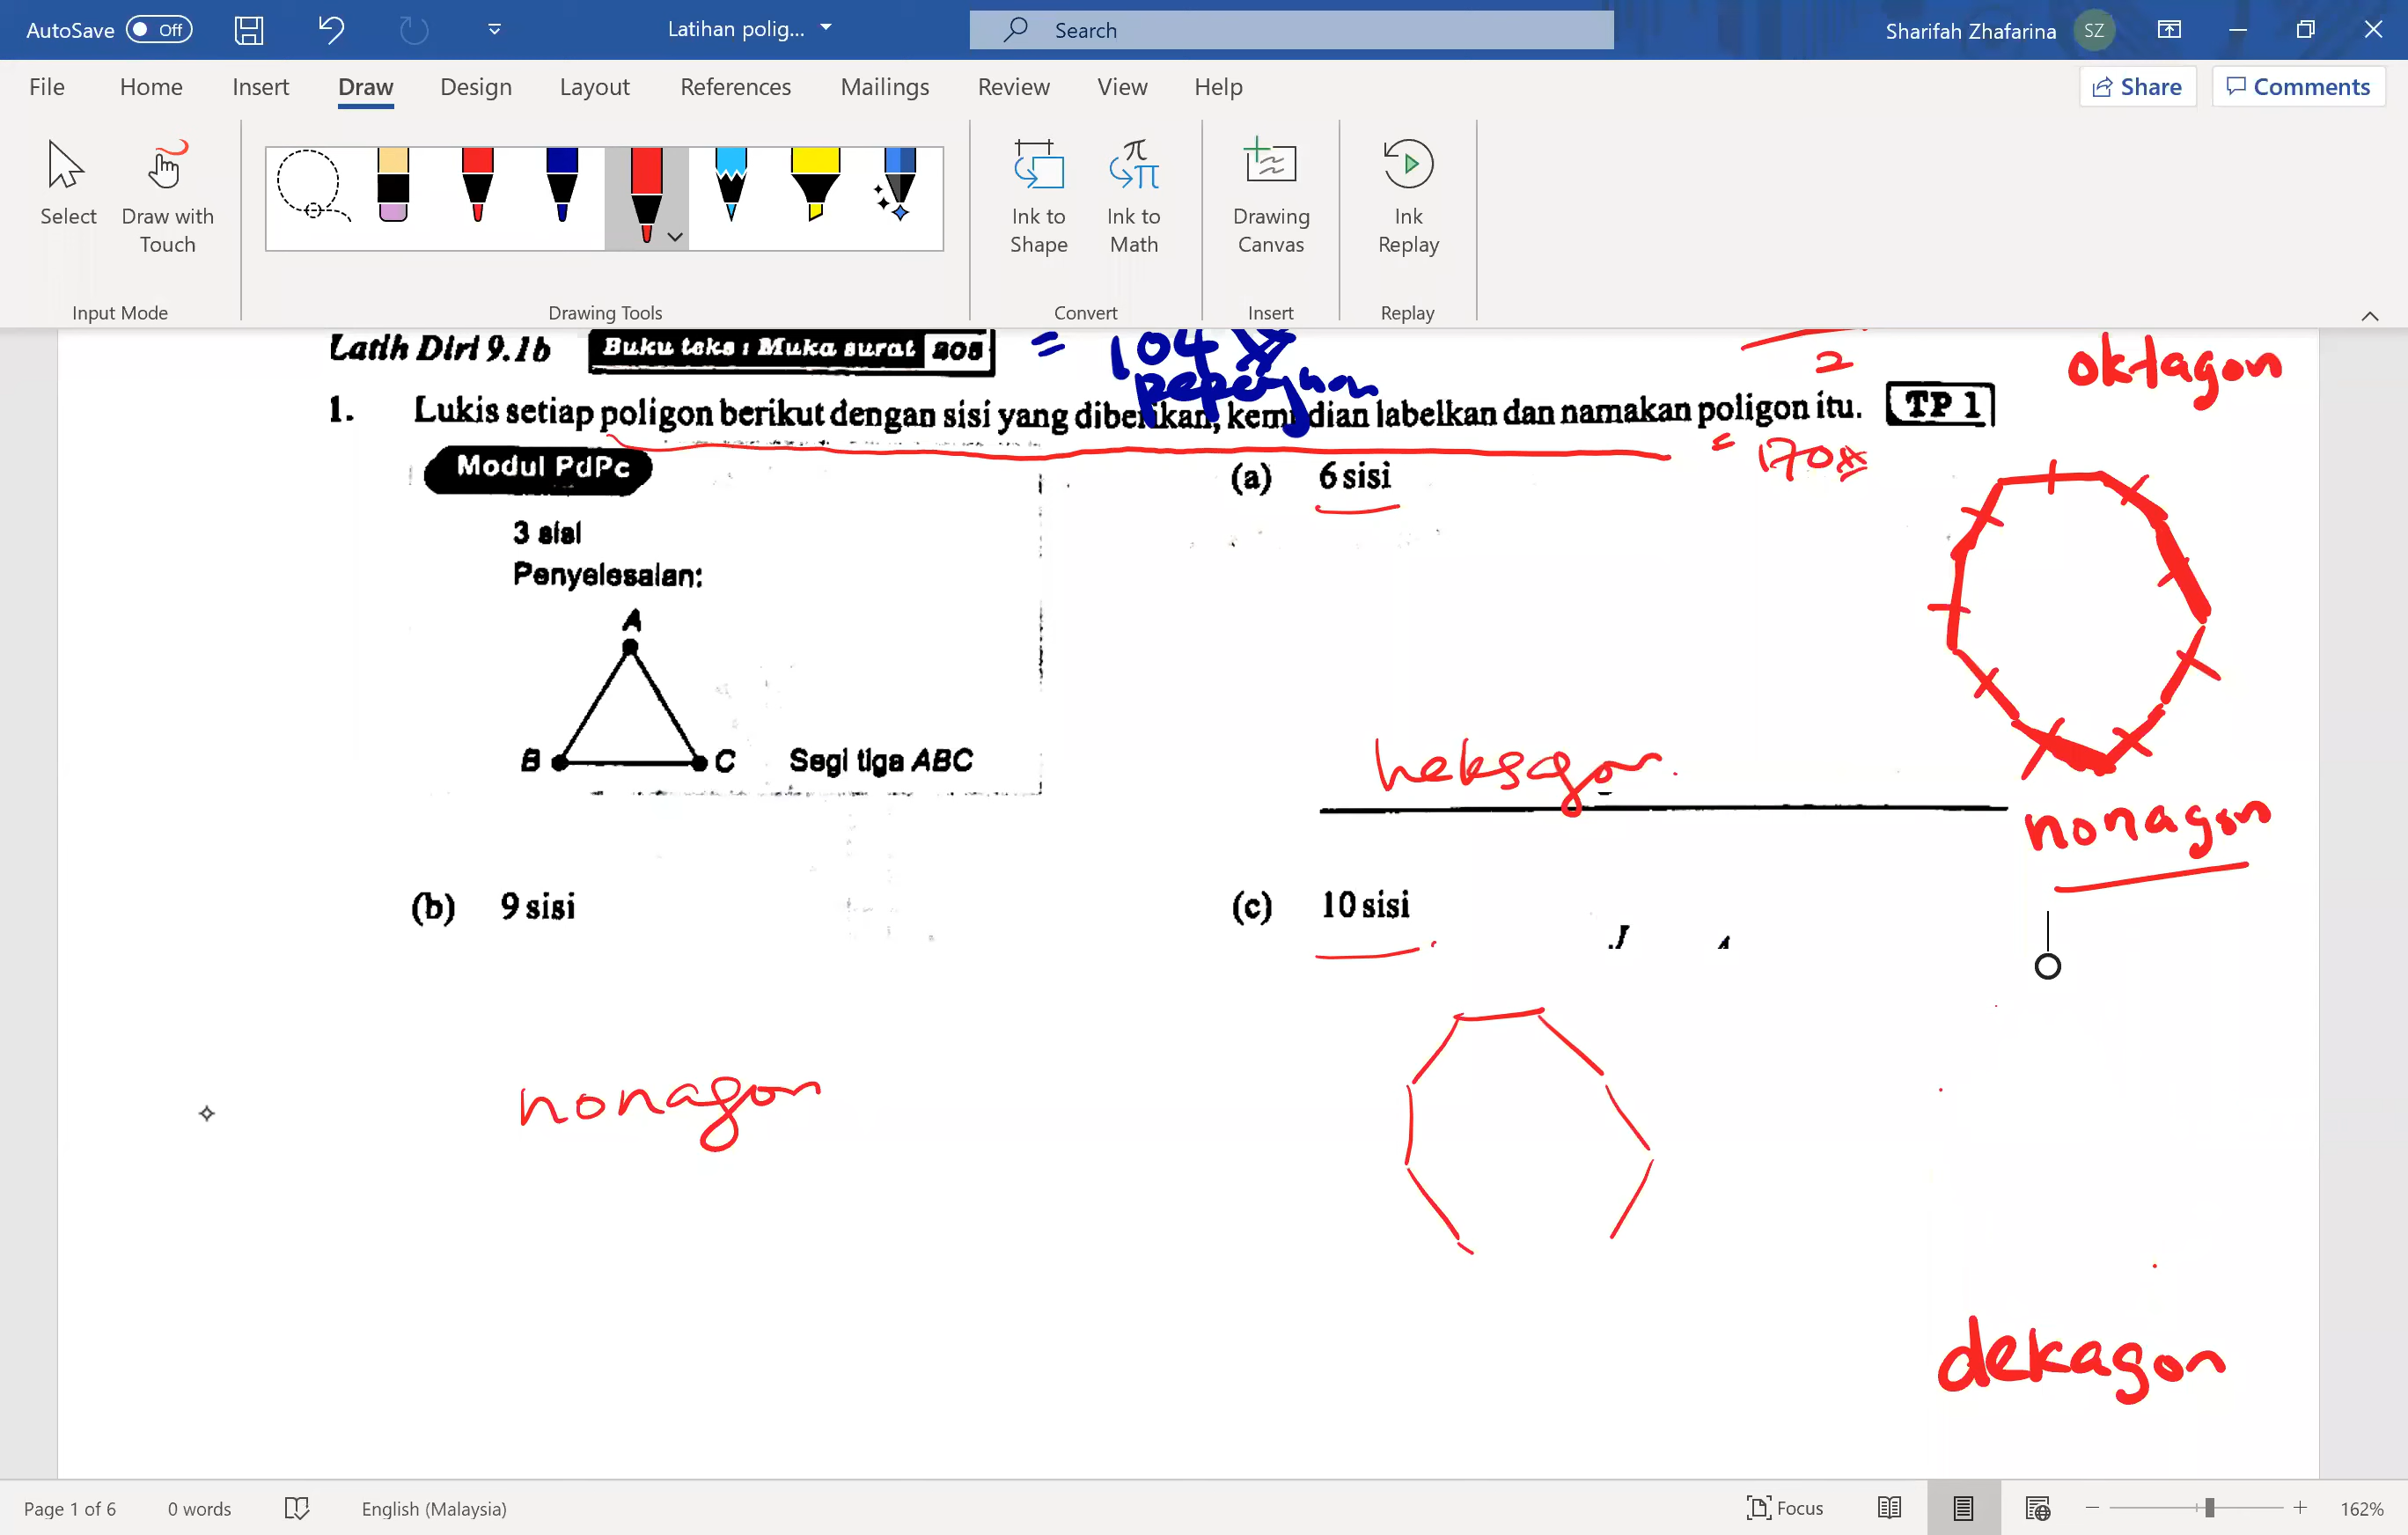 AutoSave Off Latihan polig... Search Sharifah Zhafarina SZ
File Home Insert Draw Design Layout References Mailings Review View Help Share Comments
Select Draw with Touch Ink to Shape Ink to Math Drawing Canvas Ink Replay
Input Mode Drawing Tools Convert Insert Replay
Latih Diri 9.1b Buku teks : Muka surat 205 = 104 2 oktagon
pepenjuru
1. Lukis setiap poligon berikut dengan sisi yang diberikan, kemudian labelkan dan namakan poligon itu. TP 1
= 170
Modul PdPc (a) 6 sisi
3 sisi
Penyelesaian:
A
B C Segi tiga ABC heksagon.
nonagon
(b) 9 sisi (c) 10 sisi
J A
nonagon
dekagon
Page 1 of 6 0 words English (Malaysia) Focus 162%